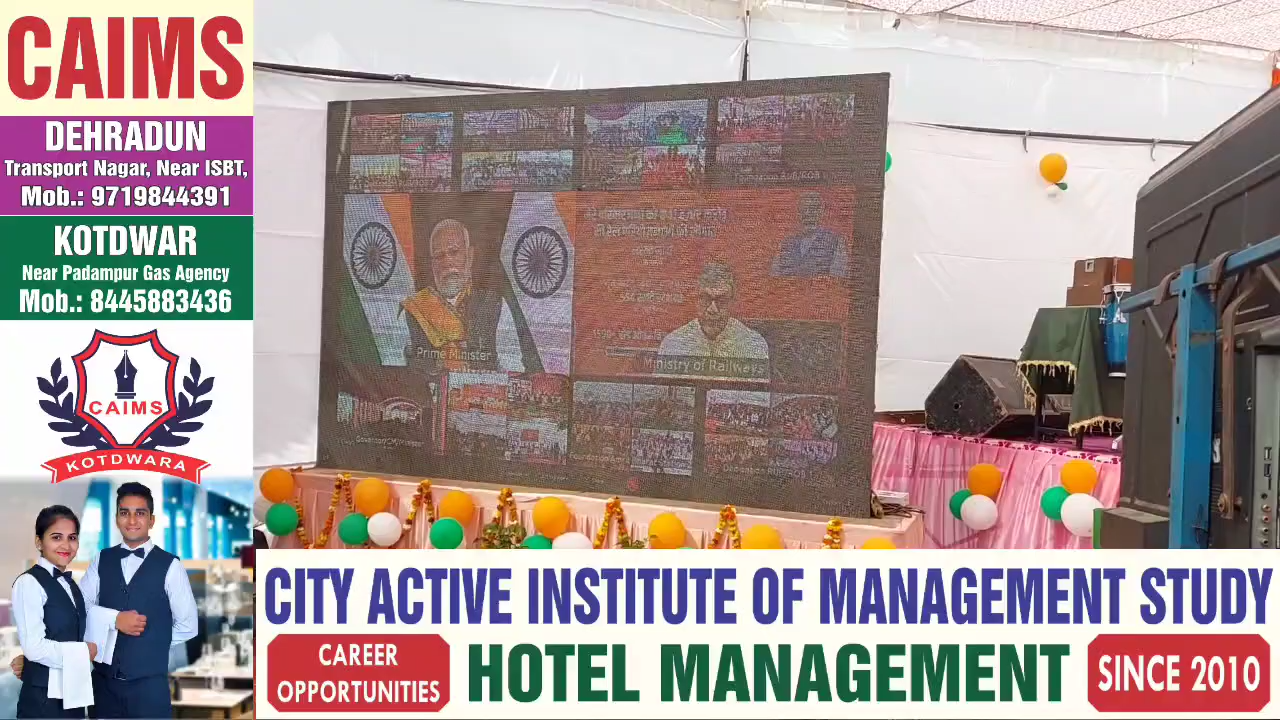 CAIMS
DEHRADUN
Transport Nagar, Near ISBT,
Mob.: 9719844391
KOTDWAR
Near Padampur Gas Agency
Mob.: 8445883436
CAIMS
KOTDWARA
Prime Minister
Ministry of Railways
CITY ACTIVE INSTITUTE OF MANAGEMENT STUDY
CAREER
OPPORTUNITIES
HOTEL MANAGEMENT
SINCE 2010